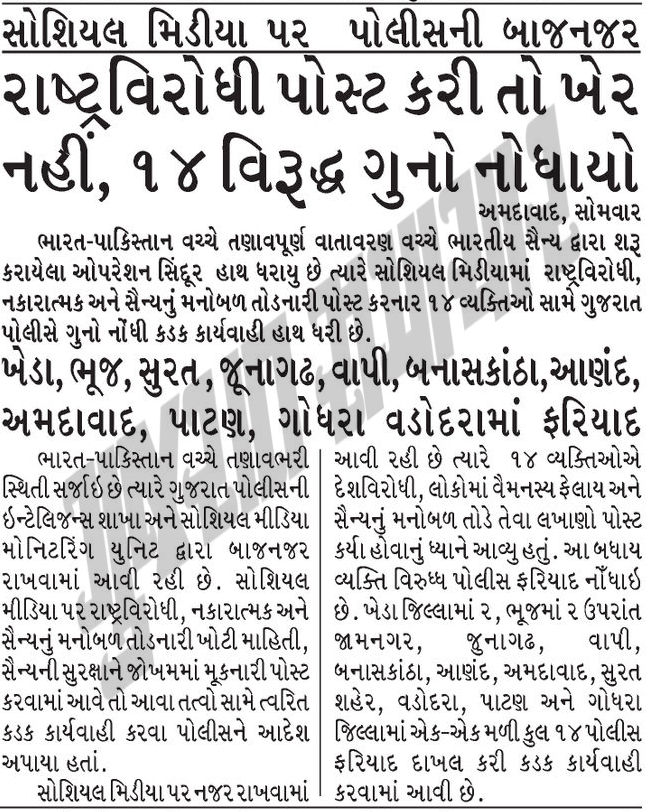 સોશિયલ મિડીયા પર પોલીસની બાજનજર
રાષ્ટ્રવિરોધી પોસ્ટ કરી તો ખેર
નહીં, ૧૪ વિરૂદ્ધ ગુનો નોધાયો
અમદાવાદ, સોમવાર
ભારત-પાકિસ્તાન વચ્ચે તણાવપૂર્ણ વાતાવરણ વચ્ચે ભારતીય સૈન્ય દ્વારા શરૂ
કરાયેલા ઓપરેશન સિંદૂર હાથ ધરાયુ છે ત્યારે સોશિયલ મિડીયામાં રાષ્ટ્રવિરોધી,
નકારાત્મક અને સૈન્યનું મનોબળ તોડનારી પોસ્ટ કરનાર ૧૪ વ્યક્તિઓ સામે ગુજરાત
પોલીસે ગુનો નોંધી કડક કાર્યવાહી હાથ ધરી છે.
ખેડા, ભૂજ, સુરત, જૂનાગઢ, વાપી, બનાસકાંઠા,આણંદ,
અમદાવાદ, પાટણ, ગોધરા વડોદરામાં ફરિયાદ
ભારત-પાકિસ્તાન વચ્ચે તણાવભરી
સ્થિતી સર્જાઇ છે ત્યારે ગુજરાત પોલીસની
ઇન્ટેલિજન્સ શાખા અને સોશિયલ મીડિયા
મોનિટરિંગ યુનિટ દ્વારા બાજનજર
રાખવામાં આવી રહી છે. સોશિયલ
મીડિયા પર રાષ્ટ્રવિરોધી, નકારાત્મક અને
સૈન્યનું મનોબળ તોડનારી ખોટી માહિતી,
સૈન્યની સુરક્ષાને જોખમમાં મૂકનારી પોસ્ટ
કરવામાં આવે તો આવા તત્વો સામે ત્વરિત
કડક કાર્યવાહી કરવા પોલીસને આદેશ
અપાયા હતાં.
સોશિયલ મિડીયા પર નજર રાખવામાં
આવી રહી છે ત્યારે ૧૪ વ્યક્તિઓએ
દેશવિરોધી, લોકોમાં વૈમનસ્ય ફેલાય અને
સૈન્યનું મનોબળ તોડે તેવા લખાણો પોસ્ટ
કર્યા હોવાનું ધ્યાને આવ્યુ હતું. આ બધાય
વ્યક્તિ વિરુધ્ધ પોલીસ ફરિયાદ નોંધાઇ
છે. ખેડા જિલ્લામાં ૨, ભૂજમાં ૨ ઉપરાંત
જામનગર, જુનાગઢ, વાપી,
બનાસકાંઠા, આણંદ, અમદાવાદ, સુરત
શહેર, વડોદરા, પાટણ અને ગોધરા
જિલ્લામાં એક-એક મળી કુલ ૧૪ પોલીસ
ફરિયાદ દાખલ કરી કડક કાર્યવાહી
કરવામાં આવી છે.